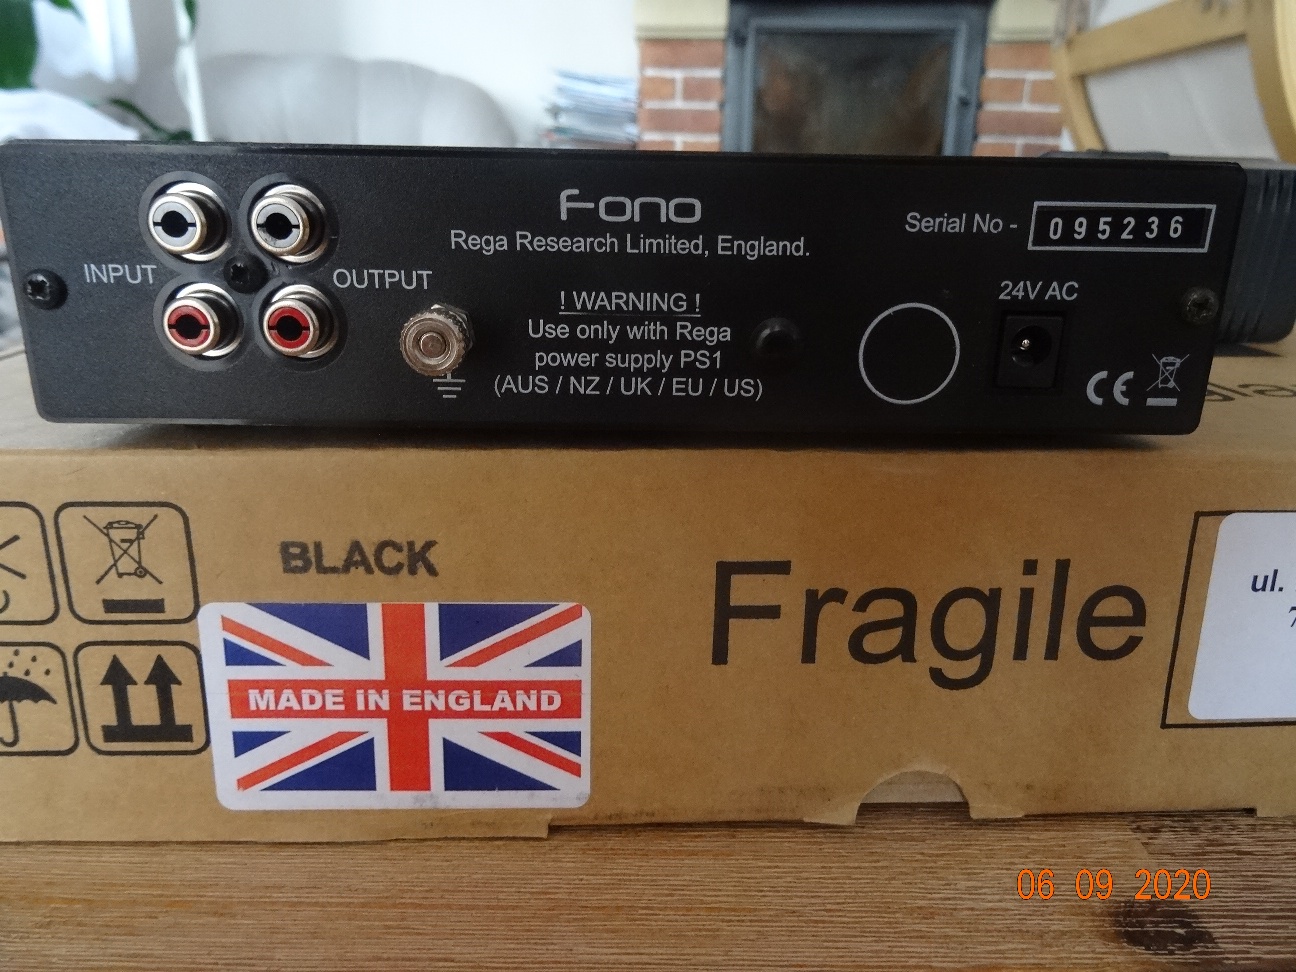 Fono
Rega Research Limited, England.
Serial No - 095236
INPUT
OUTPUT
! WARNING !
Use only with Rega
power supply PS1
(AUS / NZ / UK / EU / US)
24V AC
CE
BLACK
MADE IN ENGLAND
Fragile
ul.
06 09 2020